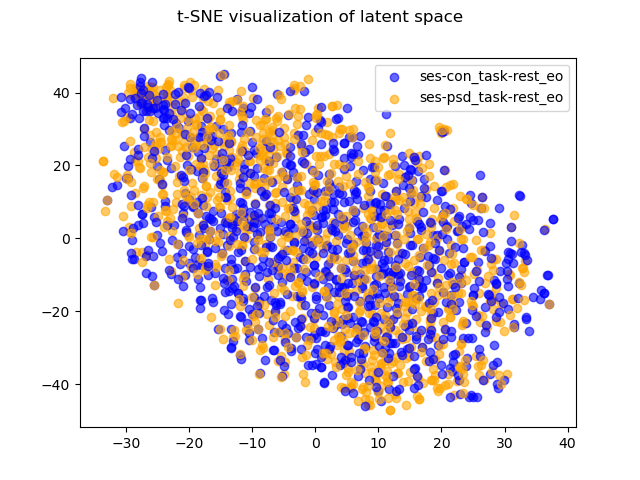 t-SNE visualization of latent space
ses-con_task-rest_eo
ses-psd_task-rest_eo
40
20
0
−20
−40
−30 −20 −10 0 10 20 30 40